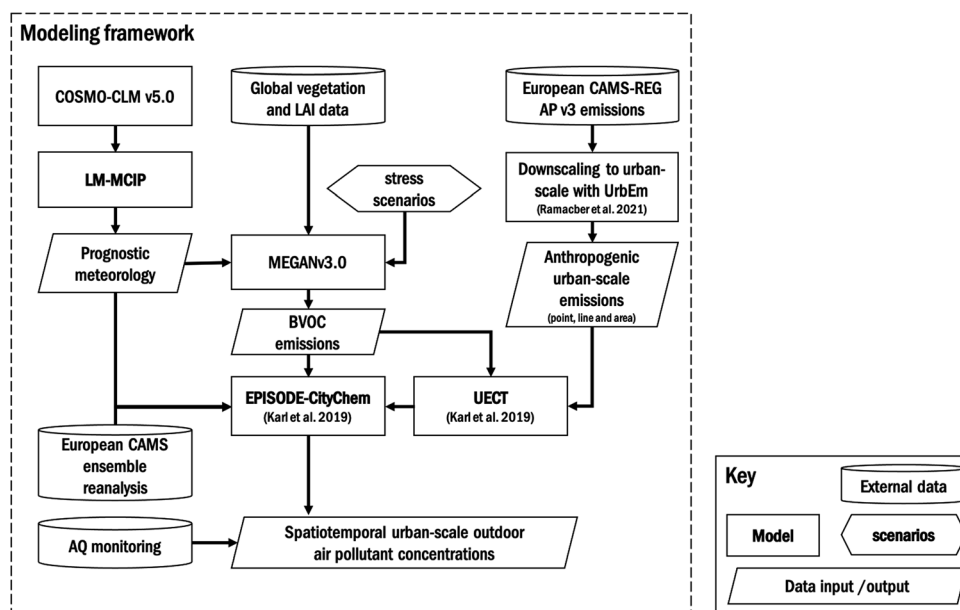 Modeling framework
COSMO-CLM v5.0
Global vegetation
and LAI data
European CAMS-REG
AP v3 emissions
LM-MCIP
stress
scenarios
Downscaling to urban-
scale with UrbEm
(Ramacber et al. 2021)
Prognostic
meteorology
MEGANv3.0
Anthropogenic
urban-scale
emissions
(point, line and area)
BVOC
emissions
EPISODE-CityChem
(Karl et al. 2019)
UECT
(Karl et al. 2019)
European CAMS
ensemble
reanalysis
AQ monitoring
Spatiotemporal urban-scale outdoor
air pollutant concentrations
Key
External data
Model
scenarios
Data input /output